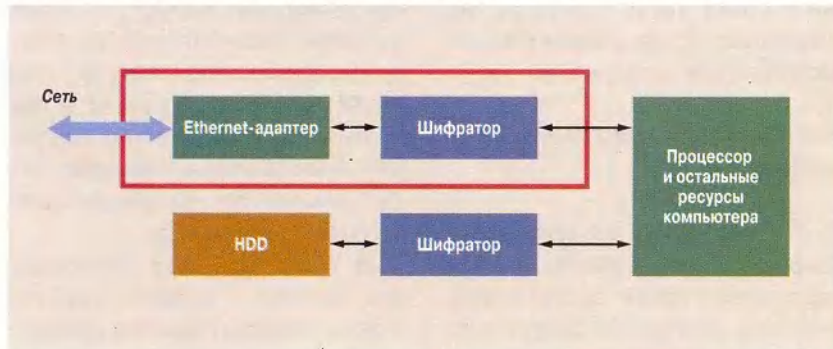 Сеть
Ethernet-адаптер
Шифратор
Процессор
и остальные
ресурсы
компьютера
HDD
Шифратор